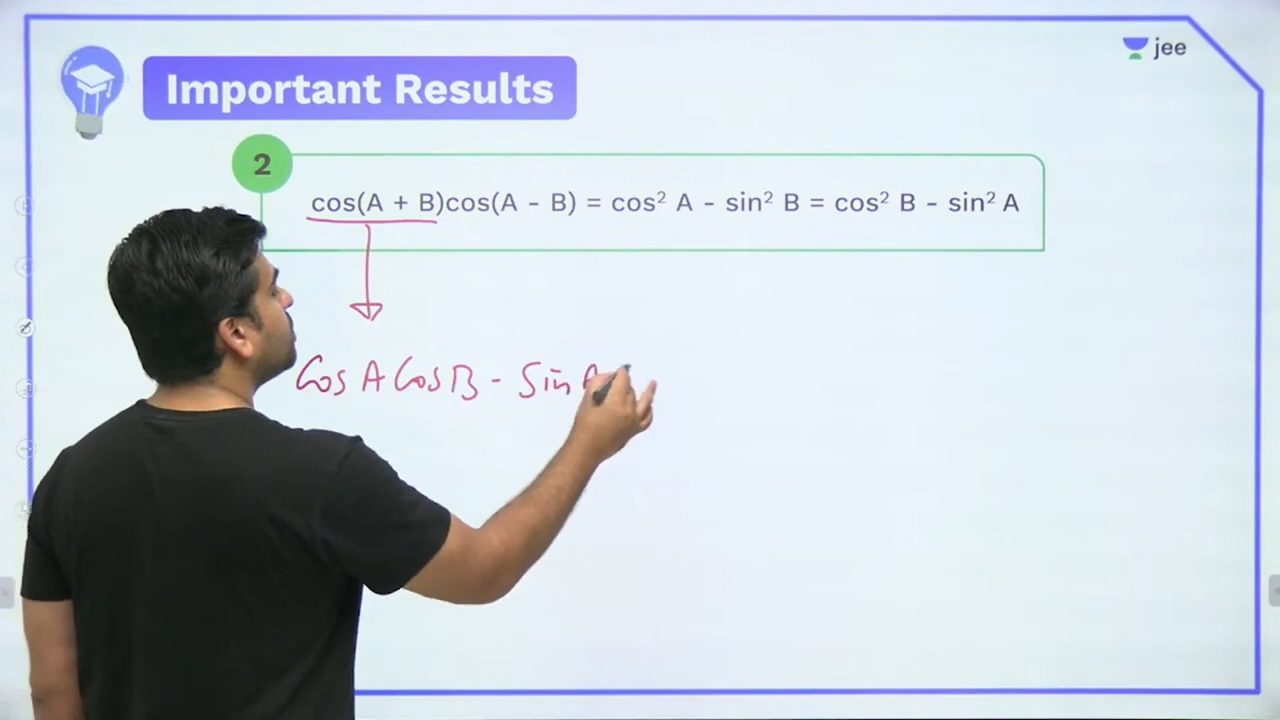 jee
Important Results
2
cos(A + B)cos(A - B) = cos² A - sin² B = cos² B - sin² A
Cos A Cos B - Sin A